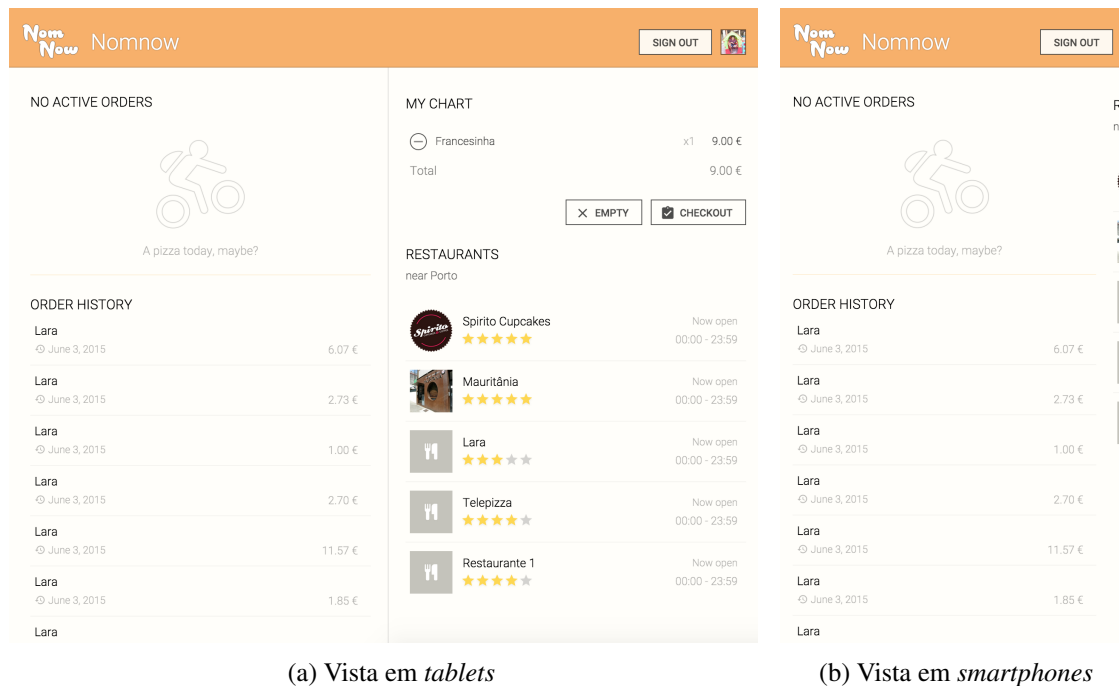 Nom
Now
Nomnow
SIGN OUT
NO ACTIVE ORDERS
A pizza today, maybe?
ORDER HISTORY
Lara
June 3, 2015 6.07 €
Lara
June 3, 2015 2.73 €
Lara
June 3, 2015 1.00 €
Lara
June 3, 2015 2.70 €
Lara
June 3, 2015 11.57 €
Lara
June 3, 2015 1.85 €
Lara
MY CHART
Francesinha x1 9.00 €
Total 9.00 €
EMPTY CHECKOUT
RESTAURANTS
near Porto
Spirito
Spirito Cupcakes Now open
00:00 - 23:59
Mauritânia Now open
00:00 - 23:59
Lara Now open
00:00 - 23:59
Telepizza Now open
00:00 - 23:59
Restaurante 1 Now open
00:00 - 23:59
(a) Vista em tablets
Nom
Now
Nomnow
SIGN OUT
NO ACTIVE ORDERS
A pizza today, maybe?
ORDER HISTORY
Lara
June 3, 2015 6.07 €
Lara
June 3, 2015 2.73 €
Lara
June 3, 2015 1.00 €
Lara
June 3, 2015 2.70 €
Lara
June 3, 2015 11.57 €
Lara
June 3, 2015 1.85 €
Lara
R
n
(b) Vista em smartphones